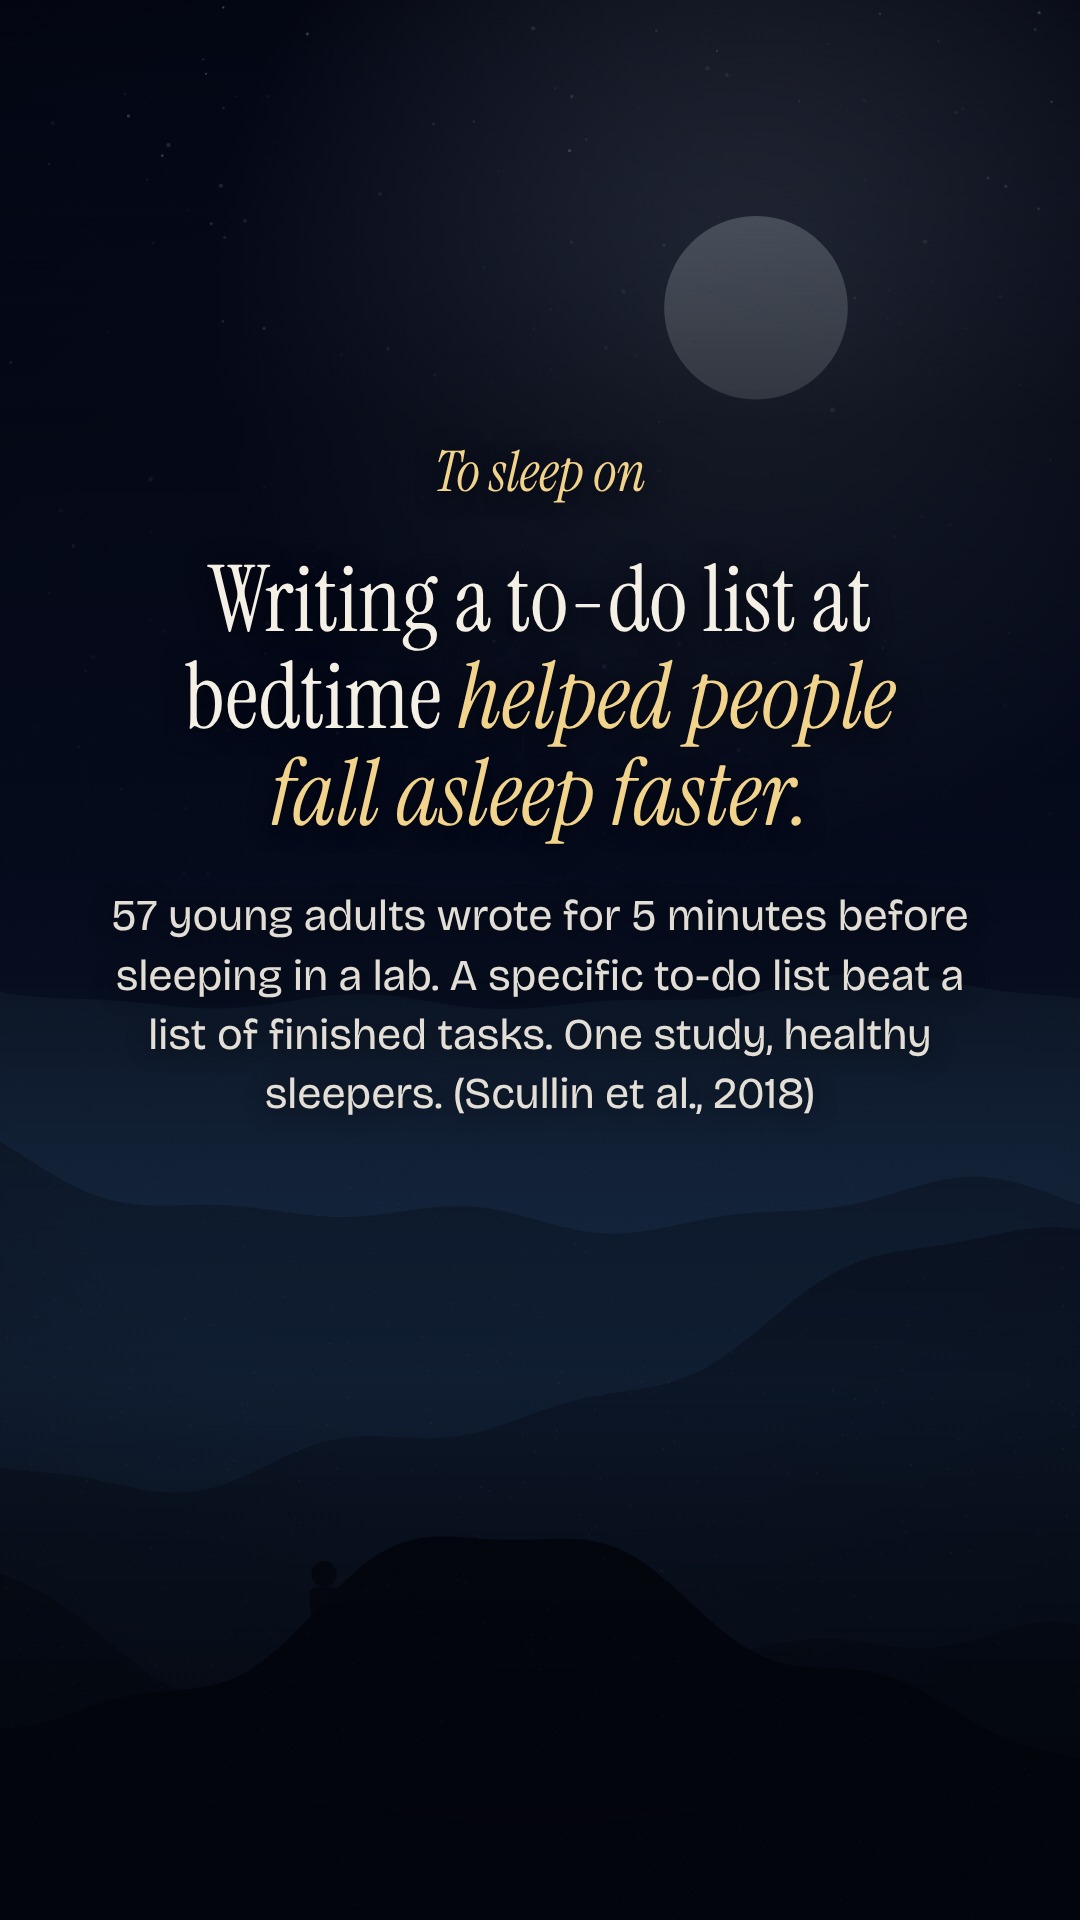 To sleep on
Writing a to-do list at
bedtime helped people
fall asleep faster.
57 young adults wrote for 5 minutes before
sleeping in a lab. A specific to-do list beat a
list of finished tasks. One study, healthy
sleepers. (Scullin et al., 2018)